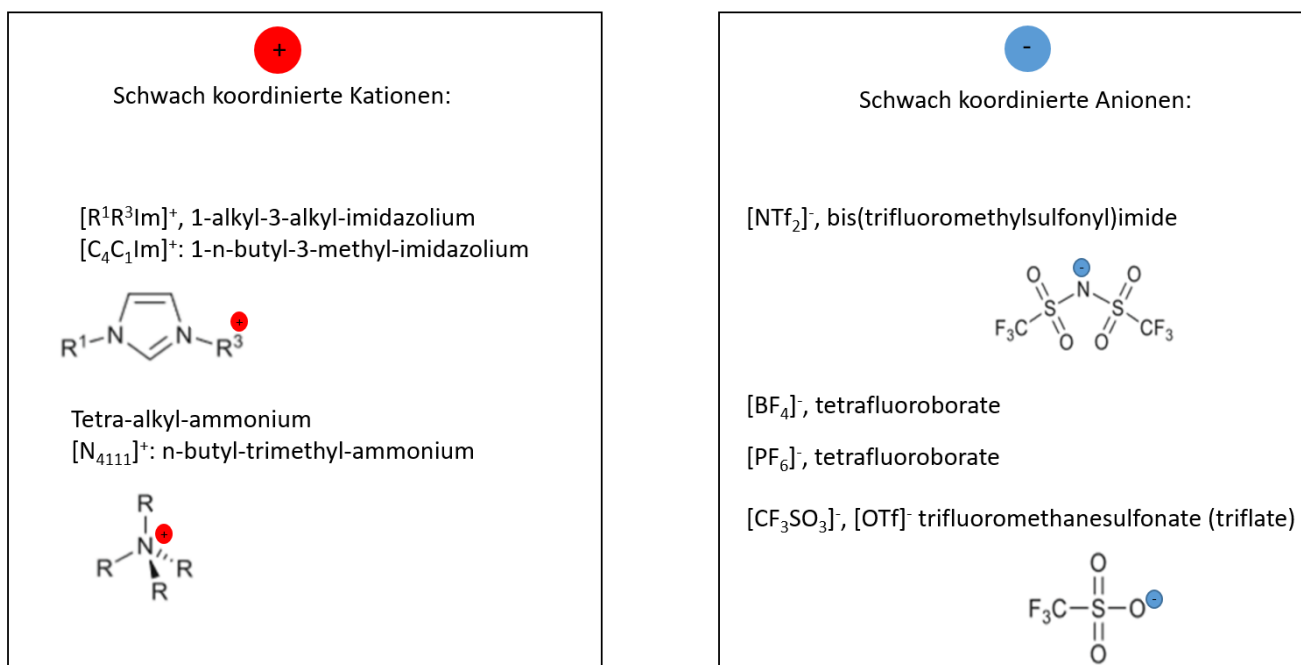 +
Schwach koordinierte Kationen:
[R¹R³Im]⁺, 1-alkyl-3-alkyl-imidazolium
[C₄C₁Im]⁺: 1-n-butyl-3-methyl-imidazolium
R¹ N N R³ +
Tetra-alkyl-ammonium
[N₄₁₁₁]⁺: n-butyl-trimethyl-ammonium
R
N +
R R
R
-
Schwach koordinierte Anionen:
[NTf₂]⁻, bis(trifluoromethylsulfonyl)imide
-
O N O
S S
F₃C O O CF₃
[BF₄]⁻, tetrafluoroborate
[PF₆]⁻, tetrafluoroborate
[CF₃SO₃]⁻, [OTf]⁻ trifluoromethanesulfonate (triflate)
O
F₃C S O -
O